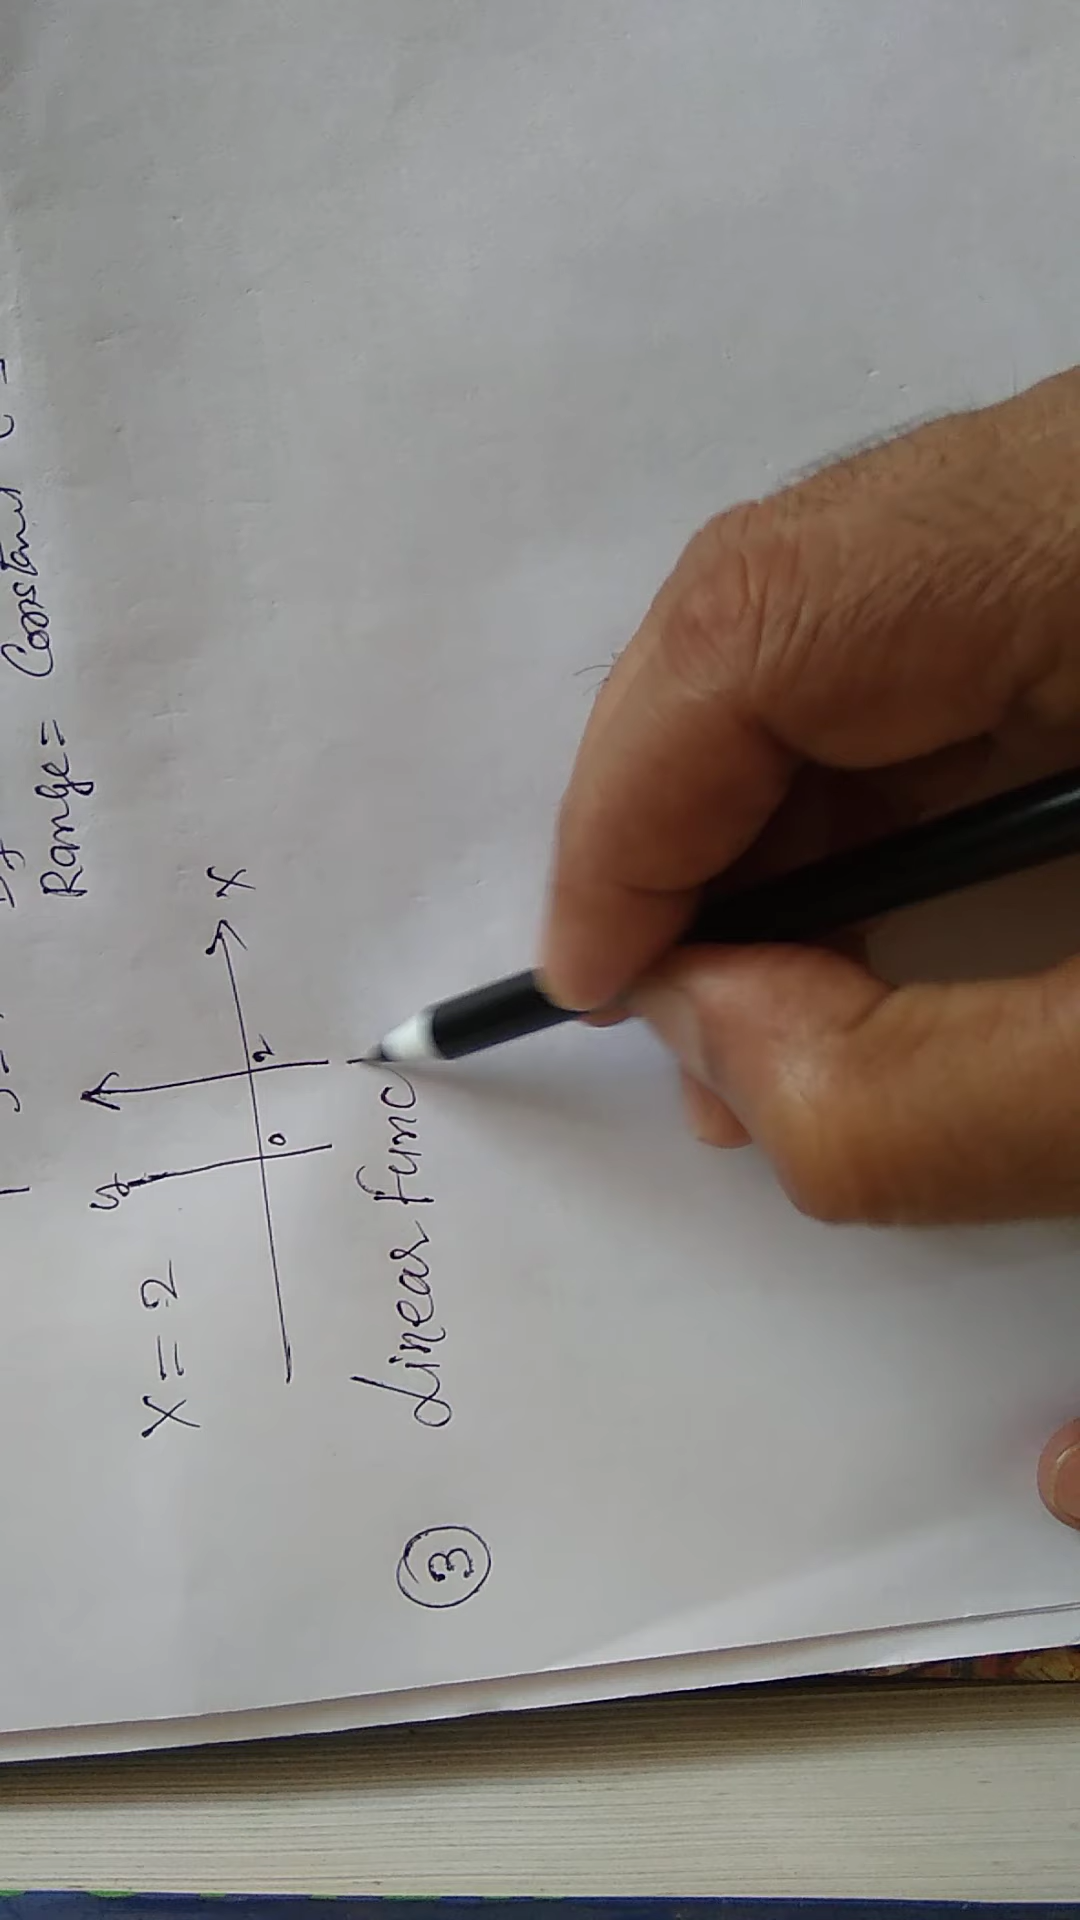 Range = Constant
x = 2
y
x
0
2
③ Linear func